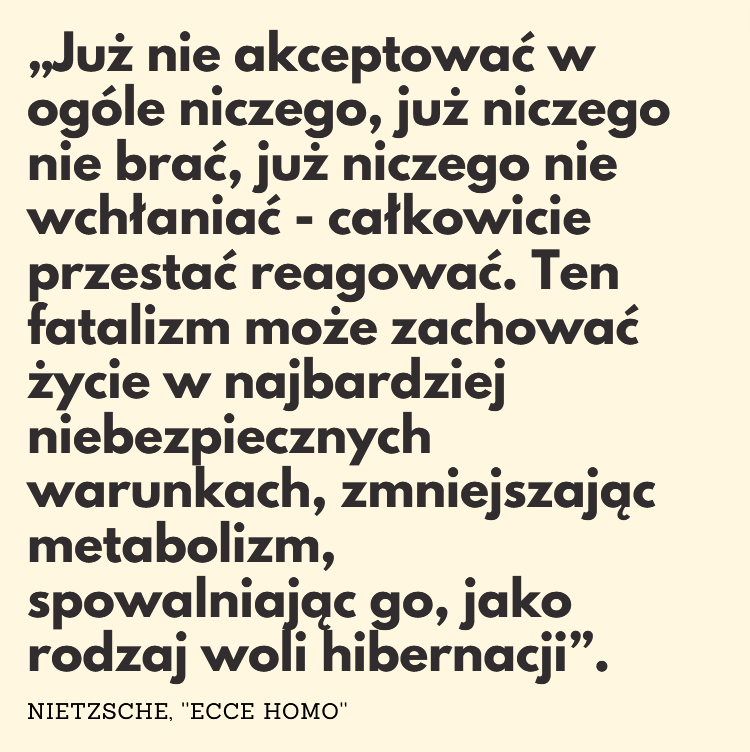 „Już nie akceptować w
ogóle niczego, już niczego
nie brać, już niczego nie
wchłaniać - całkowicie
przestać reagować. Ten
fatalizm może zachować
życie w najbardziej
niebezpiecznych
warunkach, zmniejszając
metabolizm,
spowalniając go, jako
rodzaj woli hibernacji”.
NIETZSCHE, "ECCE HOMO"